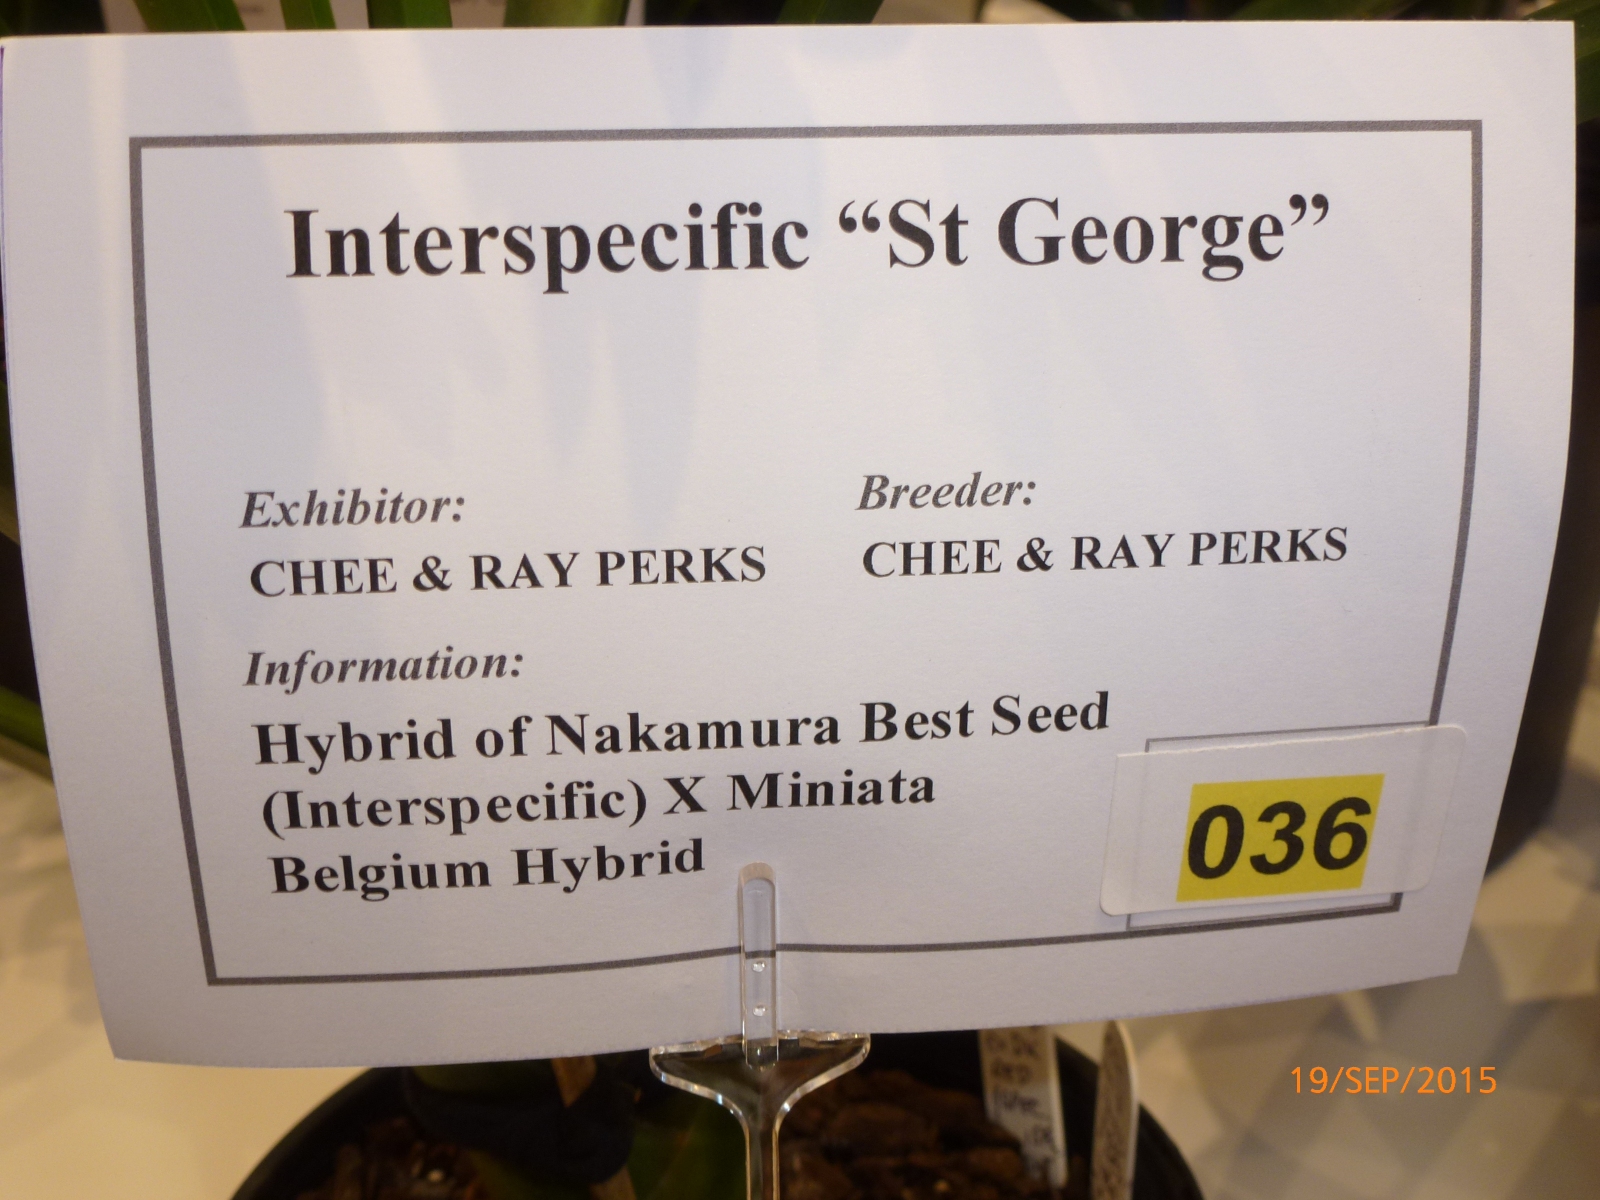 Interspecific “St George”
Exhibitor:
CHEE & RAY PERKS
Breeder:
CHEE & RAY PERKS
Information:
Hybrid of Nakamura Best Seed
(Interspecific) X Miniata
Belgium Hybrid
036
RED
19/SEP/2015